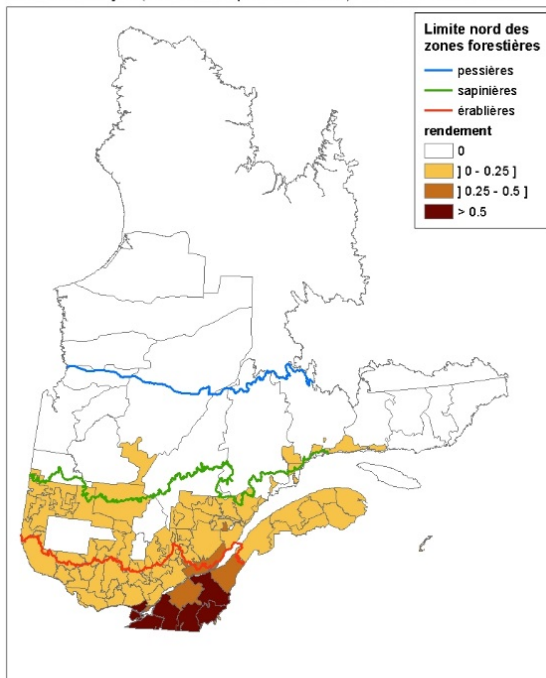 Limite nord des
zones forestières
pessières
sapinières
érablières
rendement
0
] 0 - 0.25 ]
] 0.25 - 0.5 ]
> 0.5